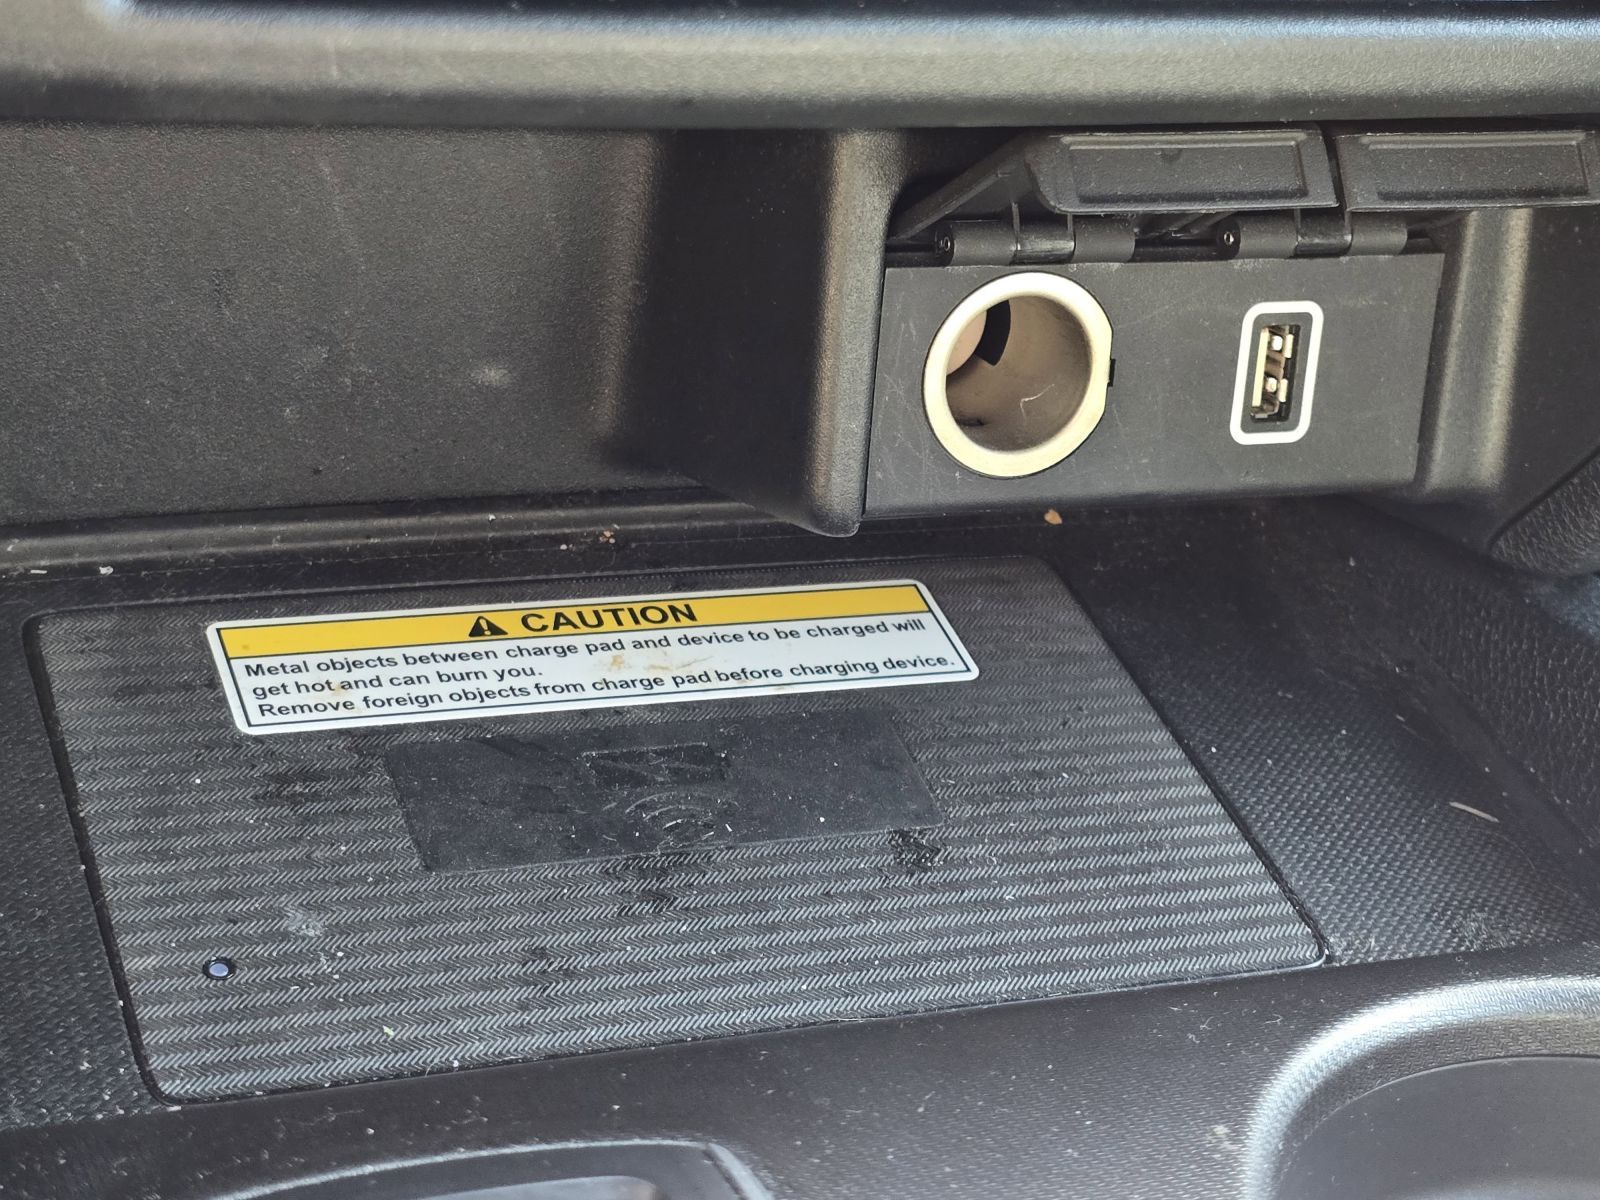 CAUTION
Metal objects between charge pad and device to be charged will
get hot and can burn you.
Remove foreign objects from charge pad before charging device.